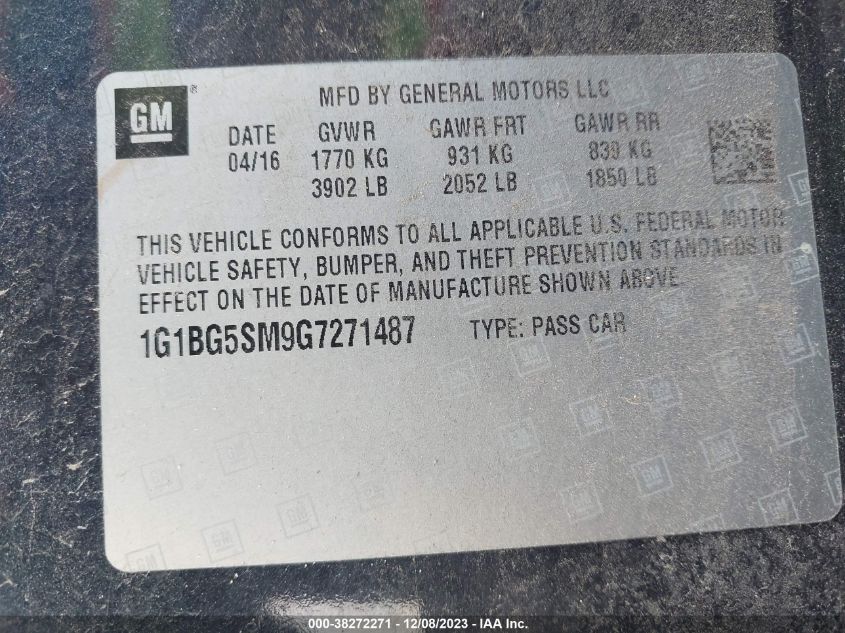 GM ®
MFD BY GENERAL MOTORS LLC
DATE GVWR GAWR FRT GAWR RR
04/16 1770 KG 931 KG 839 KG
3902 LB 2052 LB 1850 LB
THIS VEHICLE CONFORMS TO ALL APPLICABLE U.S. FEDERAL MOTOR
VEHICLE SAFETY, BUMPER, AND THEFT PREVENTION STANDARDS IN
EFFECT ON THE DATE OF MANUFACTURE SHOWN ABOVE
1G1BG5SM9G7271487 TYPE: PASS CAR
000-38272271 - 12/08/2023 - IAA Inc.